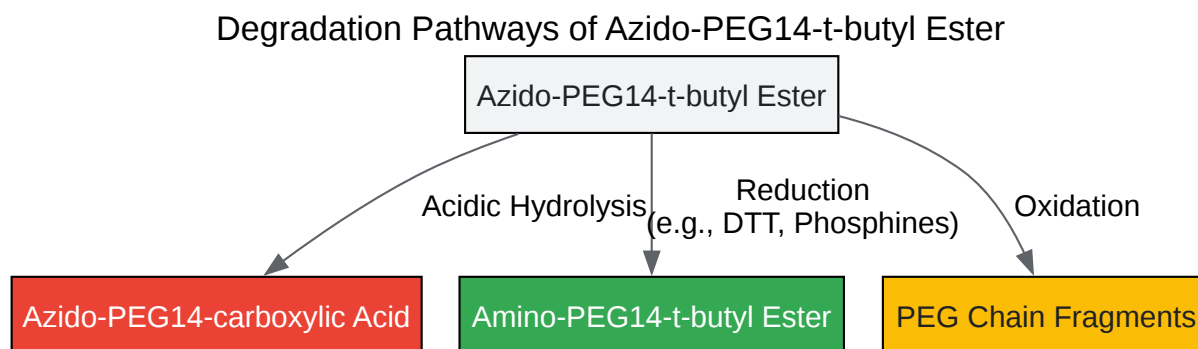 Degradation Pathways of Azido-PEG14-t-butyl Ester
Azido-PEG14-t-butyl Ester
Acidic Hydrolysis
Reduction
(e.g., DTT, Phosphines)
Oxidation
Azido-PEG14-carboxylic Acid
Amino-PEG14-t-butyl Ester
PEG Chain Fragments